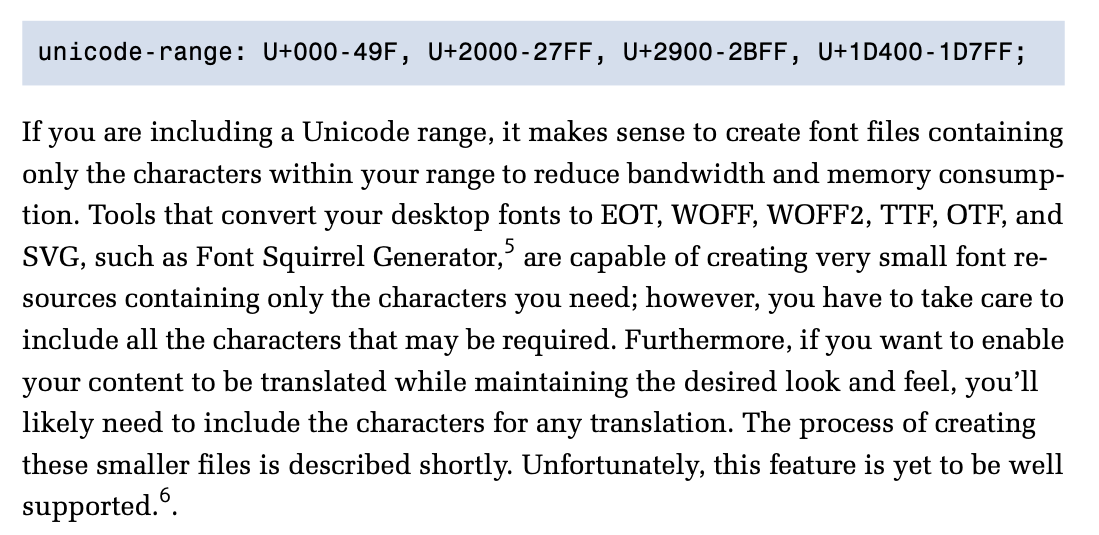 unicode-range: U+000-49F, U+2000-27FF, U+2900-2BFF, U+1D400-1D7FF;
If you are including a Unicode range, it makes sense to create font files containing
only the characters within your range to reduce bandwidth and memory consump-
tion. Tools that convert your desktop fonts to EOT, WOFF, WOFF2, TTF, OTF, and
SVG, such as Font Squirrel Generator,5 are capable of creating very small font re-
sources containing only the characters you need; however, you have to take care to
include all the characters that may be required. Furthermore, if you want to enable
your content to be translated while maintaining the desired look and feel, you’ll
likely need to include the characters for any translation. The process of creating
these smaller files is described shortly. Unfortunately, this feature is yet to be well
supported.6.